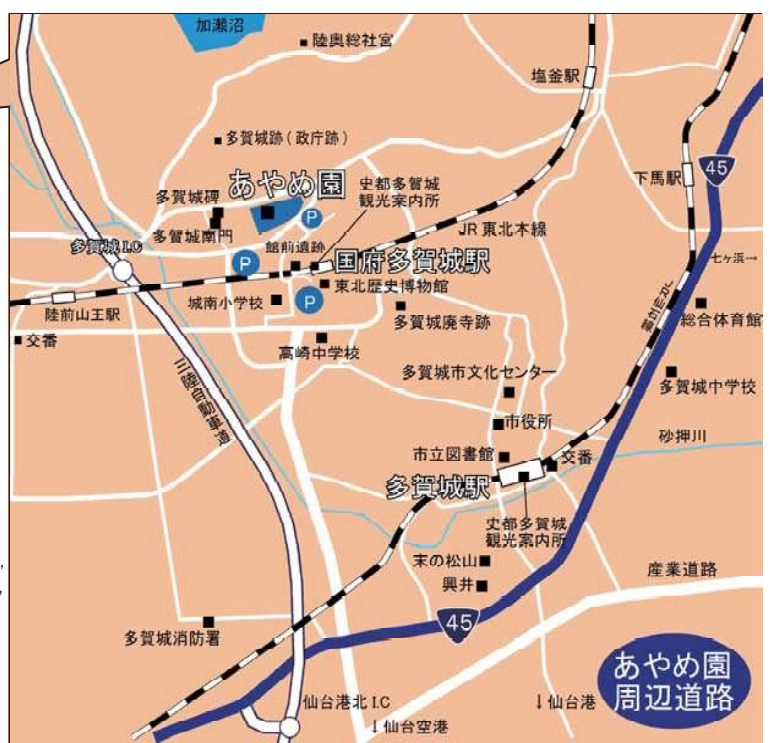 加瀬沼
陸奥総社宮
塩釜駅
多賀城跡(政庁跡)
45
下馬駅
あやめ園
史都多賀城
観光案内所
多賀城碑
多賀城南門
P
JR東北本線
多賀城I.C
館前遺跡
国府多賀城駅
七ヶ浜→
P
東北歴史博物館
城南小学校
P
陸前山王駅
多賀城廃寺跡
JR仙石線
総合体育館
交番
高崎中学校
三陸自動車道
多賀城市文化センター
多賀城中学校
市役所
砂押川
市立図書館
交番
多賀城駅
史都多賀城
観光案内所
末の松山
興井
産業道路
45
多賀城消防署
あやめ園
周辺道路
仙台港北I.C
↓仙台港
↓仙台空港